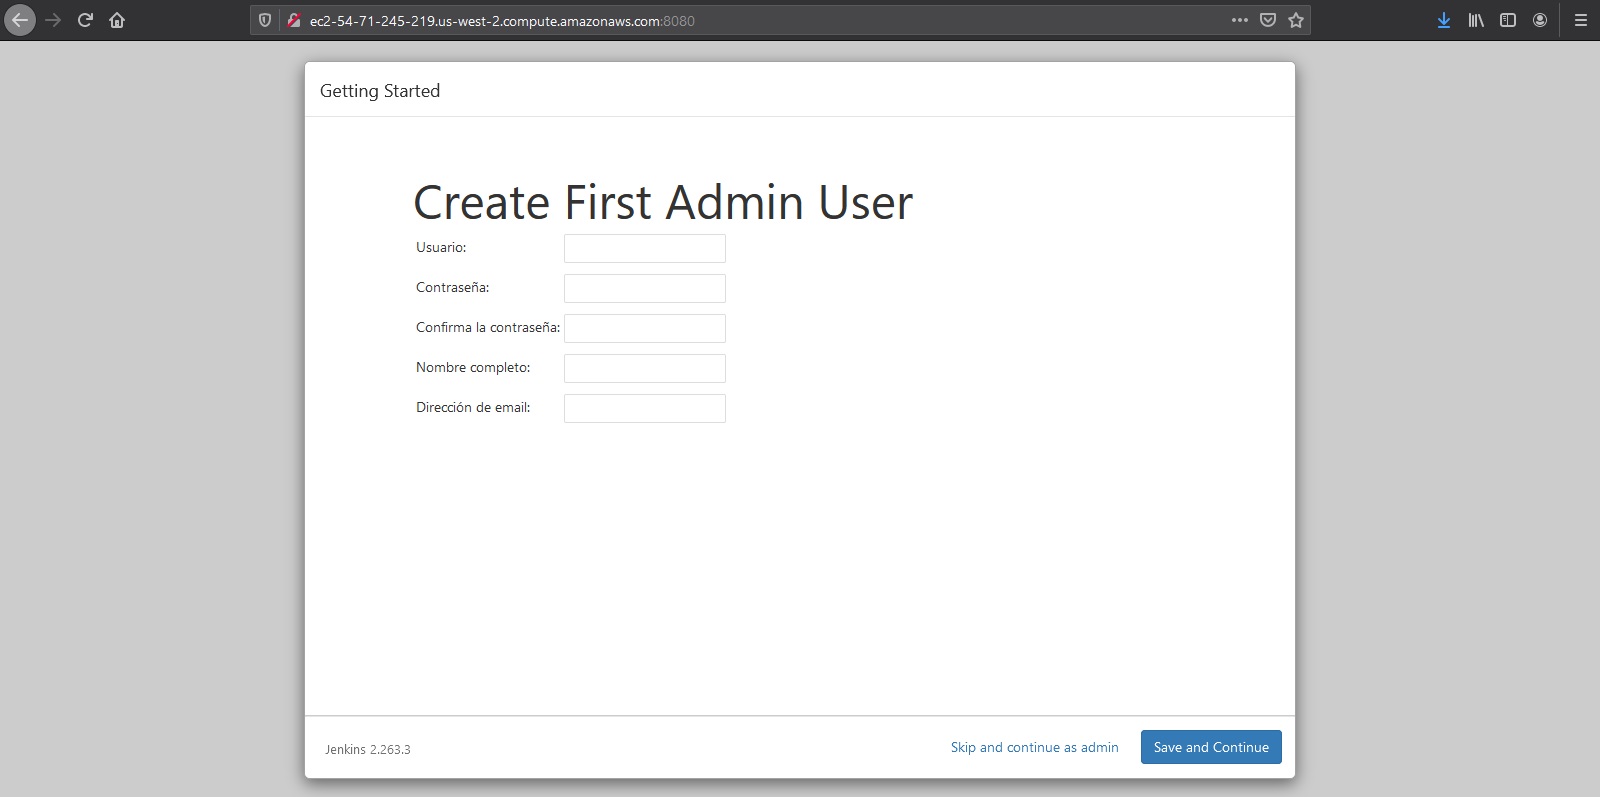 ec2-54-71-245-219.us-west-2.compute.amazonaws.com:8080
Getting Started
Create First Admin User
Usuario:
Contraseña:
Confirma la contraseña:
Nombre completo:
Dirección de email:
Jenkins 2.263.3
Skip and continue as admin
Save and Continue